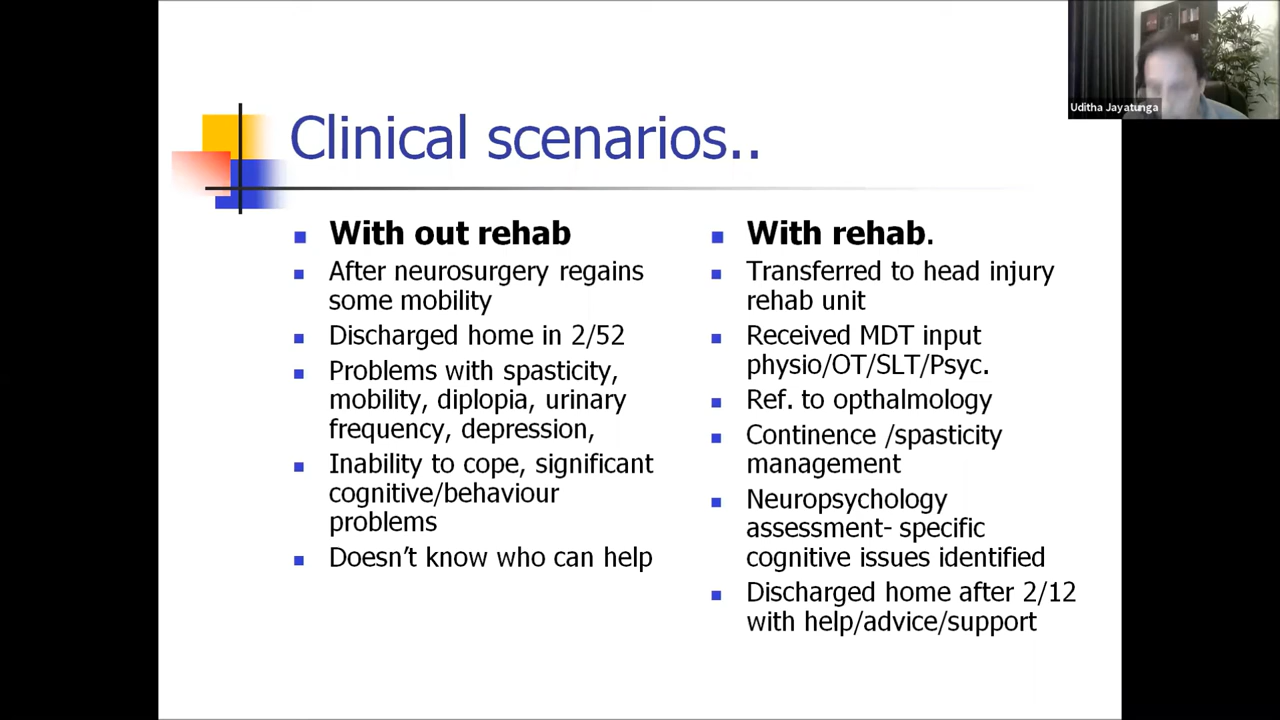 Uditha Jayatunga
Clinical scenarios..
With out rehab
After neurosurgery regains
some mobility
Discharged home in 2/52
Problems with spasticity,
mobility, diplopia, urinary
frequency, depression,
Inability to cope, significant
cognitive/behaviour
problems
Doesn't know who can help
With rehab.
Transferred to head injury
rehab unit
Received MDT input
physio/OT/SLT/Psyc.
Ref. to opthalmology
Continence /spasticity
management
Neuropsychology
assessment- specific
cognitive issues identified
Discharged home after 2/12
with help/advice/support